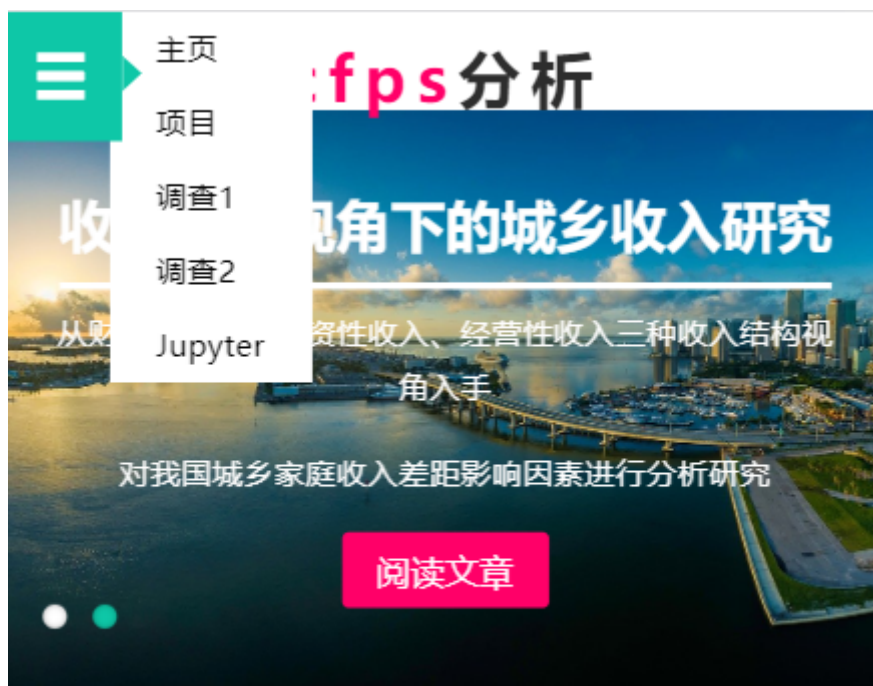 主页
项目
调查1
调查2
Jupyter
fps分析
收 角下的城乡收入研究
从财 资性收入、经营性收入三种收入结构视
角入手
对我国城乡家庭收入差距影响因素进行分析研究
阅读文章